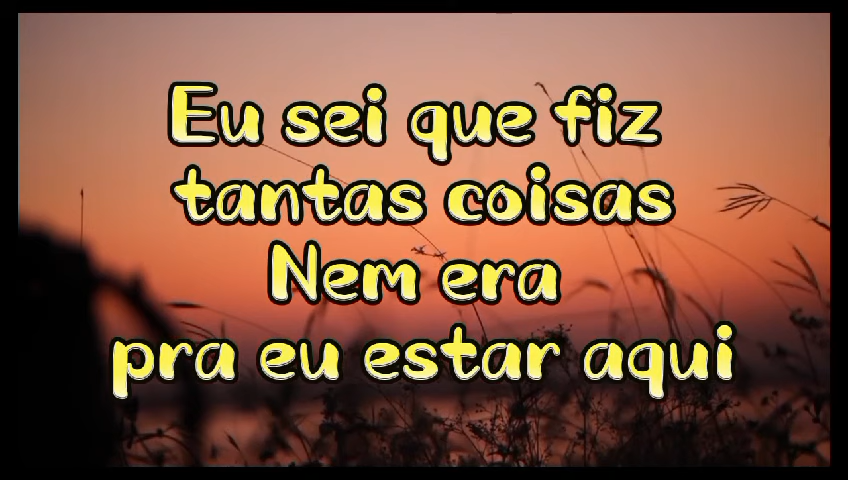 Eu sei que fiz
tantas coisas
Nem era
pra eu estar aqui